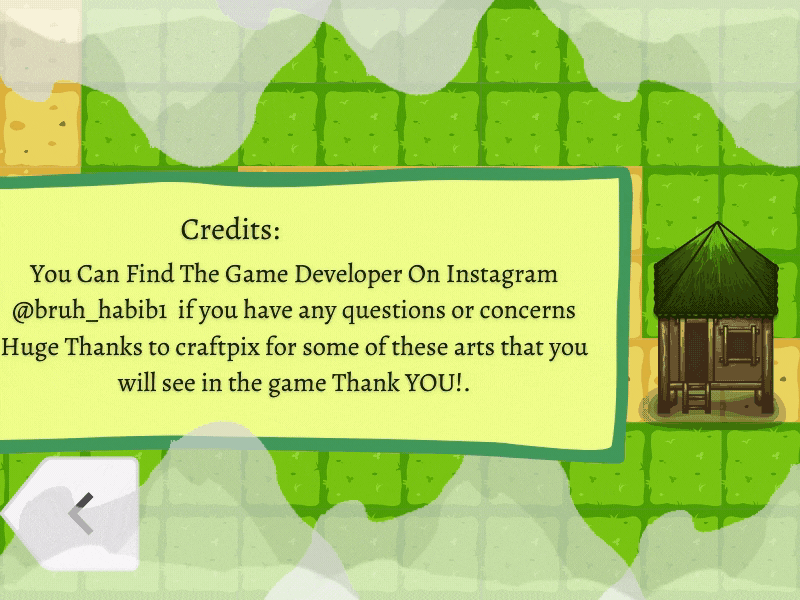 Credits:
You Can Find The Game Developer On Instagram
@bruh_habib1 if you have any questions or concerns
Huge Thanks to craftpix for some of these arts that you
will see in the game Thank YOU!.